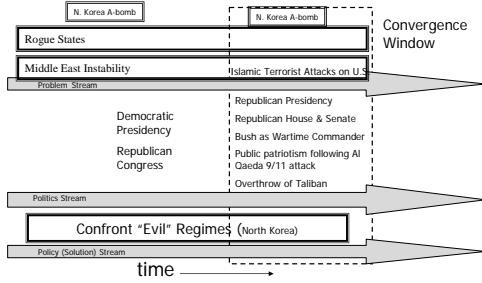 N. Korea A-bomb
N. Korea A-bomb
Convergence
Window
Rogue States
Middle East Instability
Islamic Terrorist Attacks on U.S
Problem Stream
Democratic
Presidency
Republican
Congress
Republican Presidency
Republican House & Senate
Bush as Wartime Commander
Public patriotism following Al
Qaeda 9/11 attack
Overthrow of Taliban
Politics Stream
Confront “Evil” Regimes (North Korea)
Policy (Solution) Stream
time